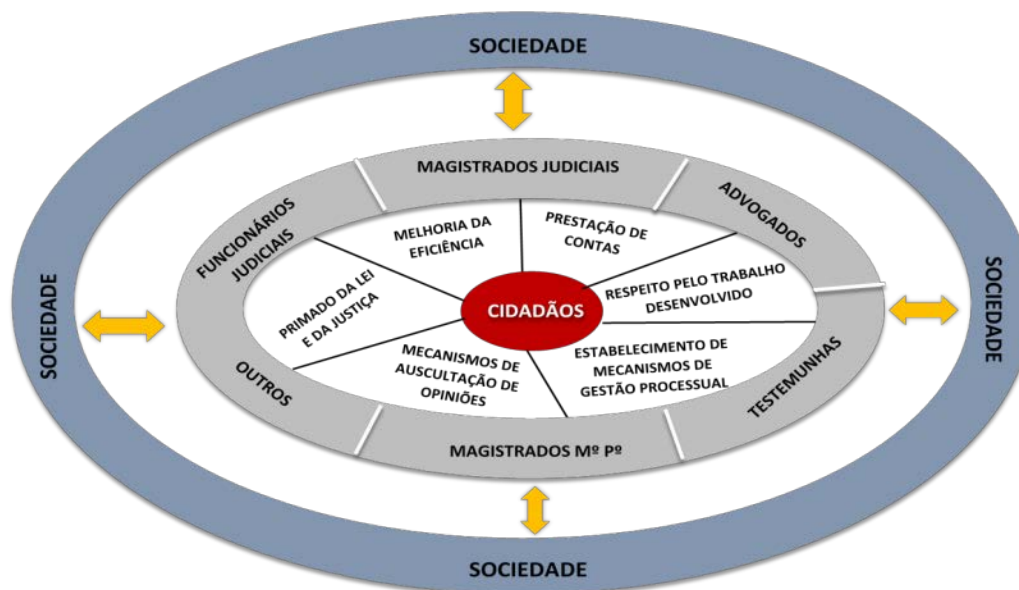 SOCIEDADE
MAGISTRADOS JUDICIAIS
FUNCIONÁRIOS
JUDICIAIS
ADVOGADOS
MELHORIA DA
EFICIÊNCIA
PRESTAÇÃO DE
CONTAS
PRIMADO DA LEI
E DA JUSTIÇA
CIDADÃOS
RESPEITO PELO TRABALHO
DESENVOLVIDO
SOCIEDADE
SOCIEDADE
MECANISMOS DE
AUSCULTAÇÃO DE
OPINIÕES
ESTABELECIMENTO DE
MECANISMOS DE
GESTÃO PROCESSUAL
OUTROS
TESTEMUNHAS
MAGISTRADOS Mº Pº
SOCIEDADE